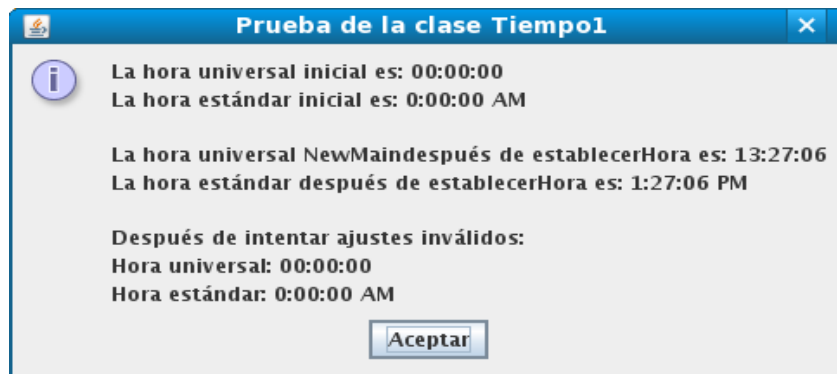 Prueba de la clase Tiempo1
La hora universal inicial es: 00:00:00
La hora estándar inicial es: 0:00:00 AM
La hora universal NewMaindespués de establecerHora es: 13:27:06
La hora estándar después de establecerHora es: 1:27:06 PM
Después de intentar ajustes inválidos:
Hora universal: 00:00:00
Hora estándar: 0:00:00 AM
Aceptar